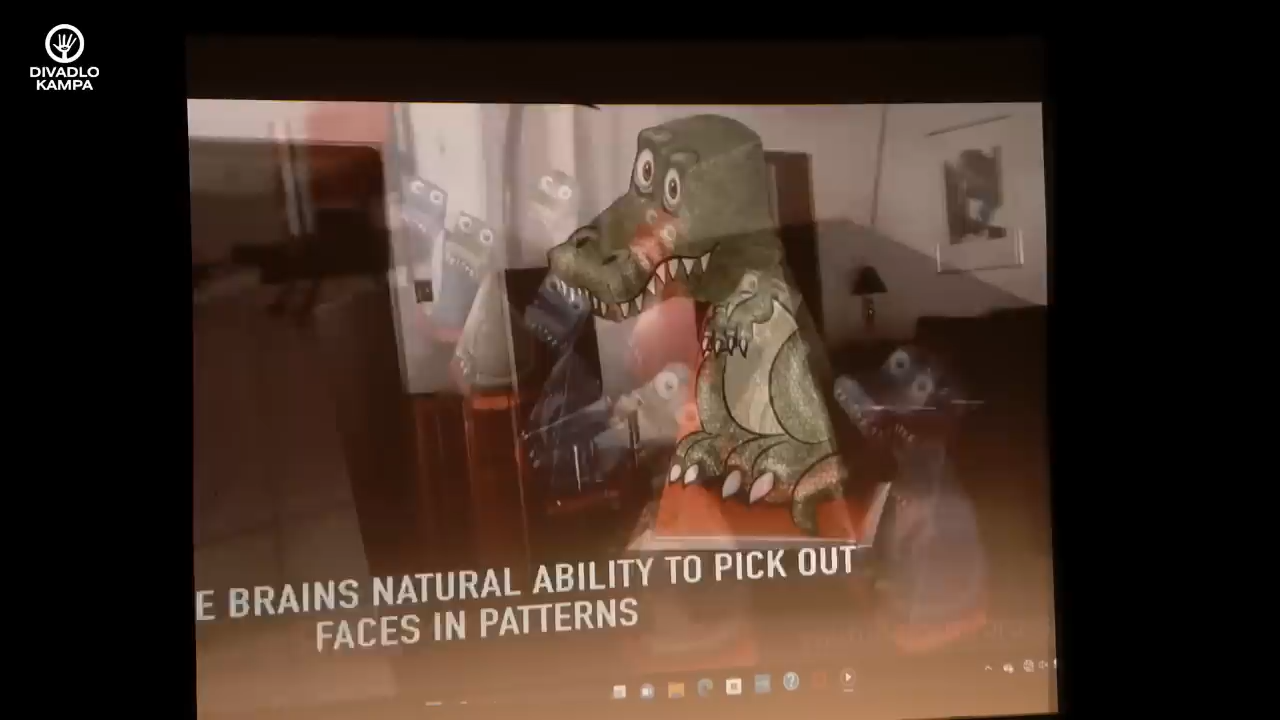 DIVADLO
KAMPA
E BRAINS NATURAL ABILITY TO PICK OUT
FACES IN PATTERNS